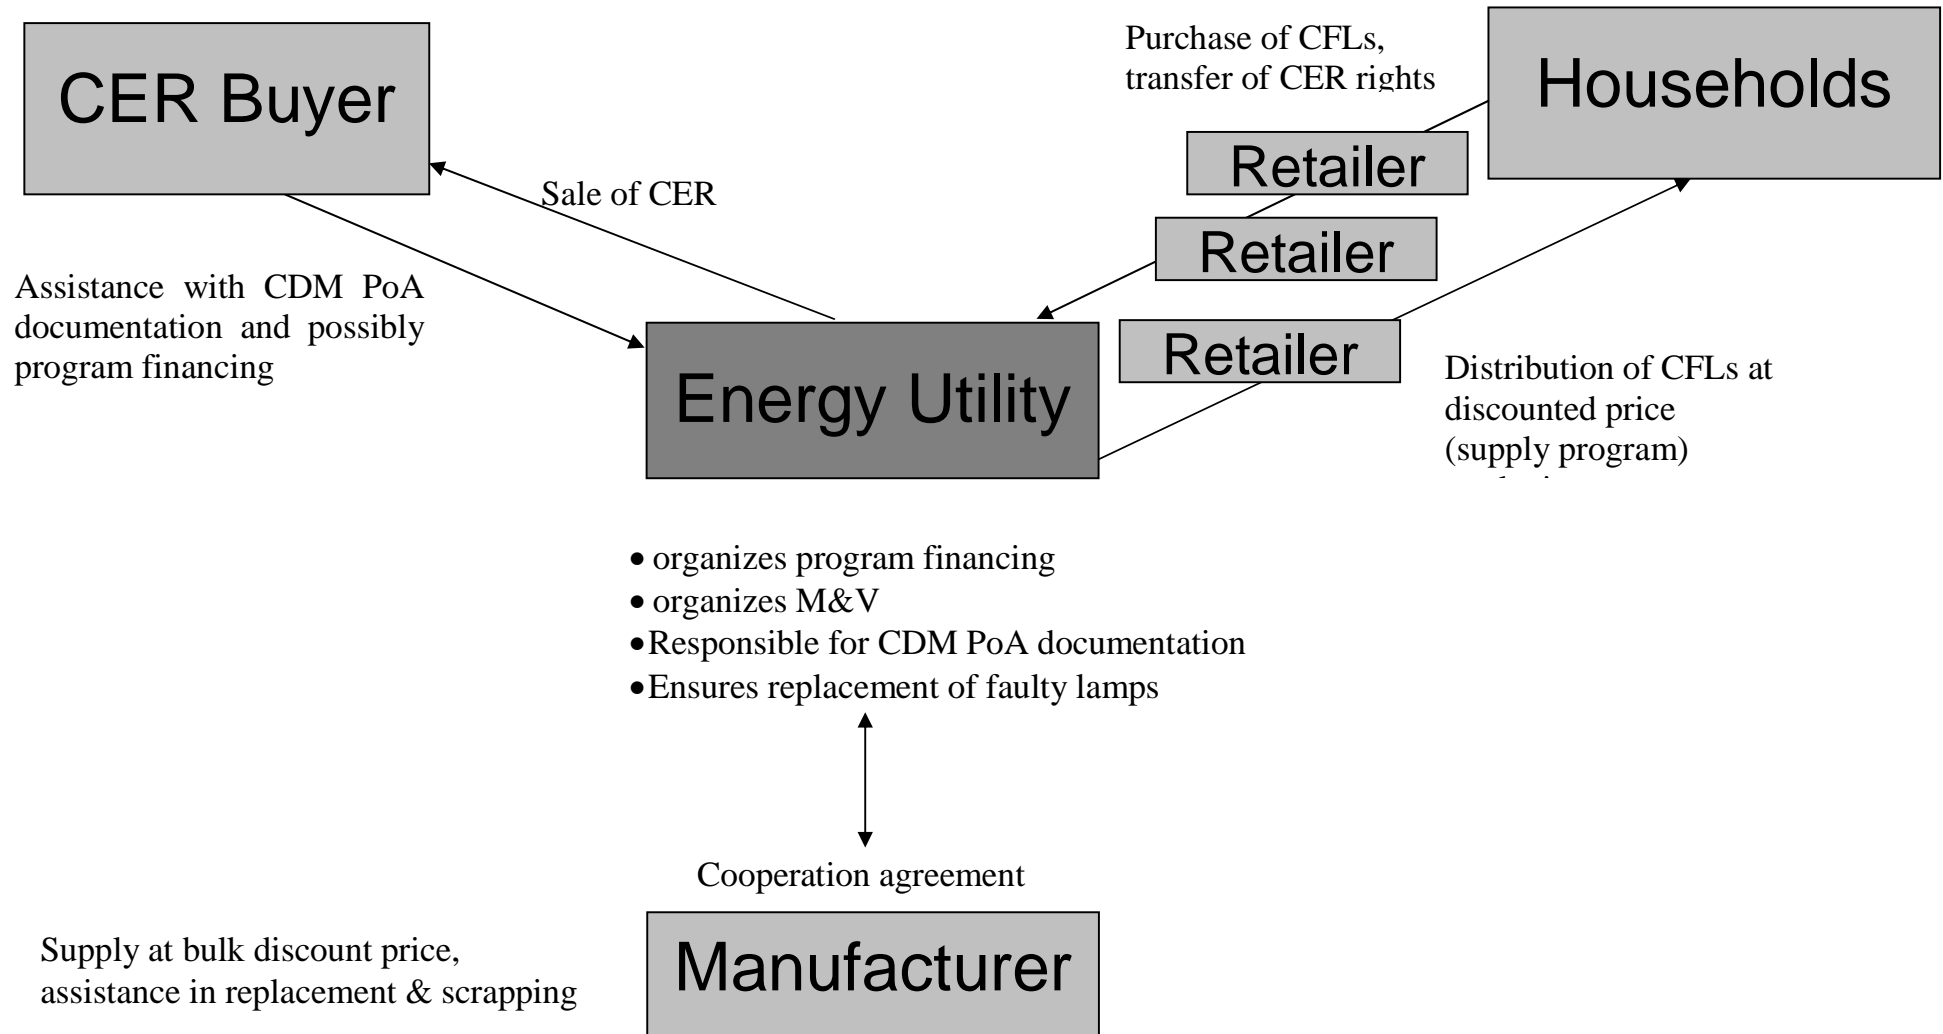 CER Buyer
Purchase of CFLs,
transfer of CER rights
Households
Retailer
Sale of CER
Retailer
Assistance with CDM PoA
documentation and possibly
program financing
Retailer
Energy Utility
Distribution of CFLs at
discounted price
(supply program)
• organizes program financing
• organizes M&V
•Responsible for CDM PoA documentation
•Ensures replacement of faulty lamps
Cooperation agreement
Supply at bulk discount price,
assistance in replacement & scrapping
Manufacturer